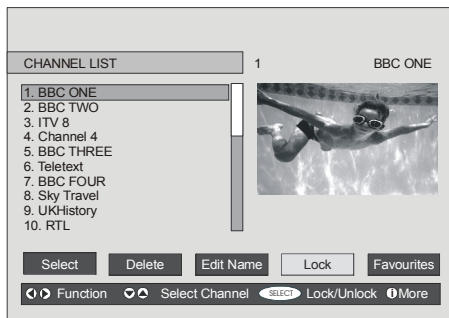 CHANNEL LIST
1 BBC ONE
1. BBC ONE
2. BBC TWO
3. ITV 8
4. Channel 4
5. BBC THREE
6. Teletext
7. BBC FOUR
8. Sky Travel
9. UKHistory
10. RTL
Select Delete Edit Name Lock Favourites
Function Select Channel SELECT Lock/Unlock i More